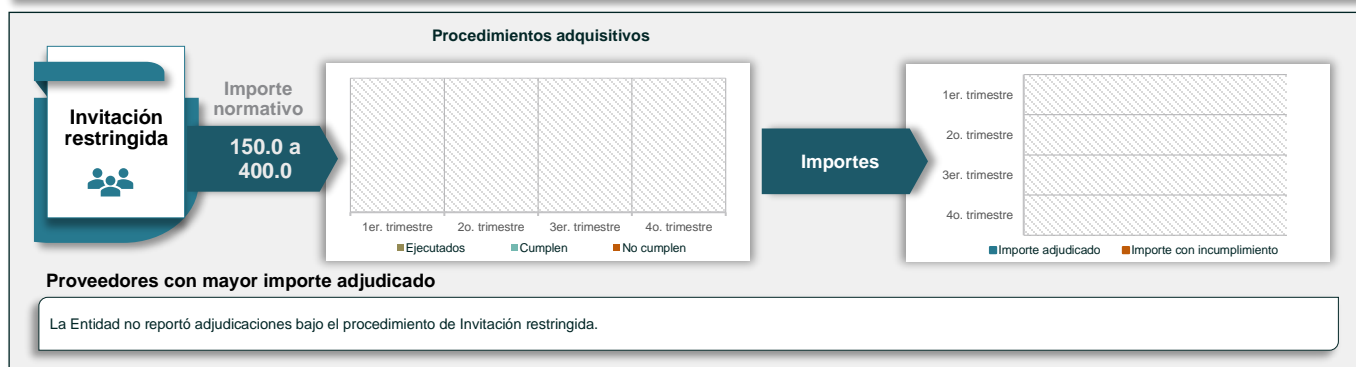 Procedimientos adquisitivos
Invitación
restringida
Importe
normativo
150.0 a
400.0
1er. trimestre
2o. trimestre
3er. trimestre
4o. trimestre
Ejecutados
Cumplen
No cumplen
Importes
1er. trimestre
2o. trimestre
3er. trimestre
4o. trimestre
Importe adjudicado
Importe con incumplimiento
Proveedores con mayor importe adjudicado
La Entidad no reportó adjudicaciones bajo el procedimiento de Invitación restringida.